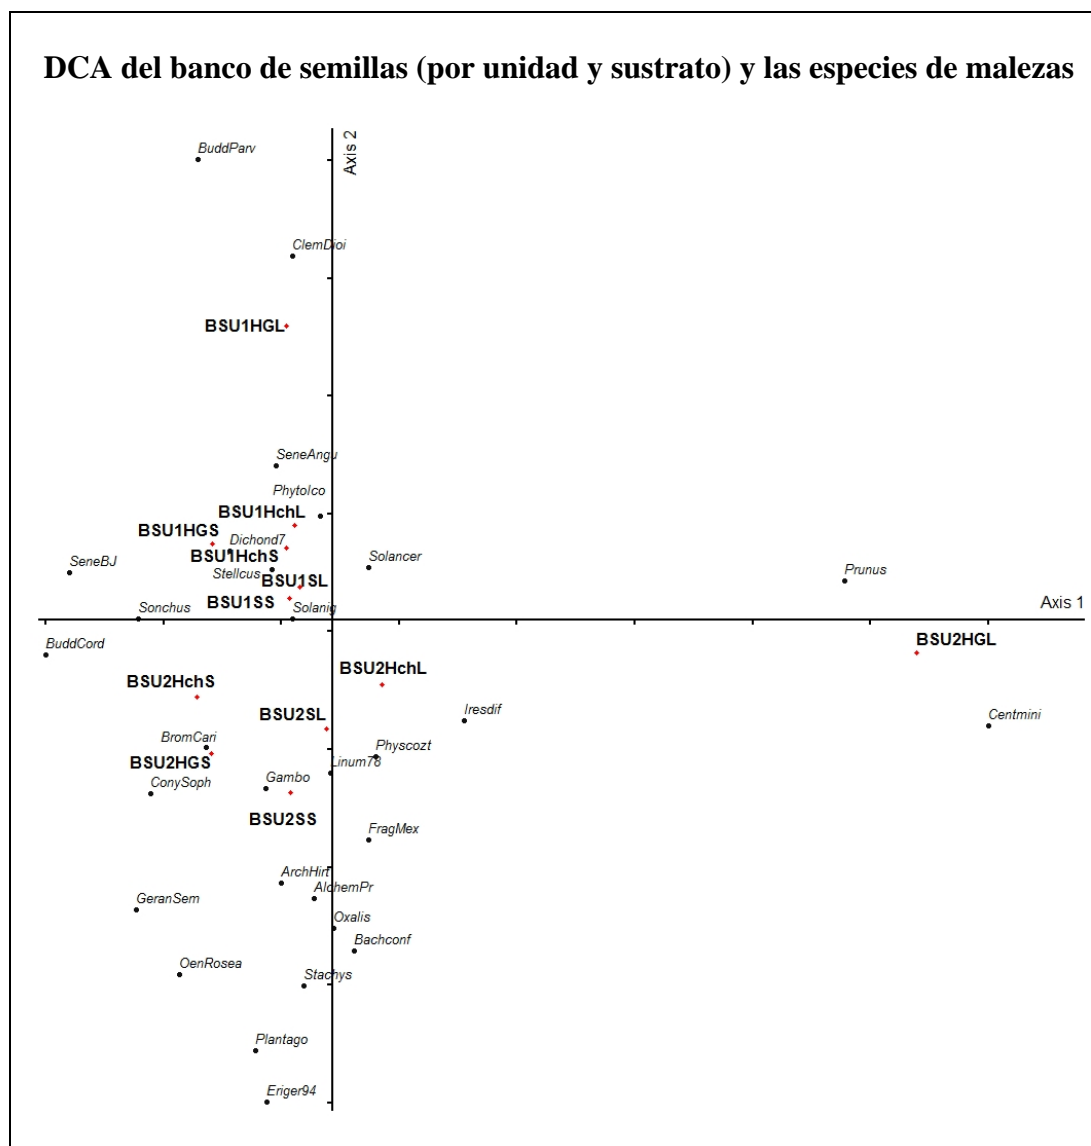 DCA del banco de semillas (por unidad y sustrato) y las especies de malezas
Axis 2
BuddParv
ClemDioi
BSU1HGL
SeneAngu
Phytolco
BSU1HchL
BSU1HGS
Dichond7
BSU1HchS
Solancer
SeneBJ
Stellcus
BSU1SL
Prunus
BSU1SS
Sonchus
Solanig
Axis 1
BuddCord
BSU2HGL
BSU2HchL
BSU2HchS
BSU2SL
Iresdif
Centmini
BromCari
Physcozt
BSU2HGS
Linum78
ConySoph
Gambo
BSU2SS
FragMex
ArchHirt
AlchemPr
GeranSem
Oxalis
Bachconf
OenRosea
Stachys
Plantago
Eriger94